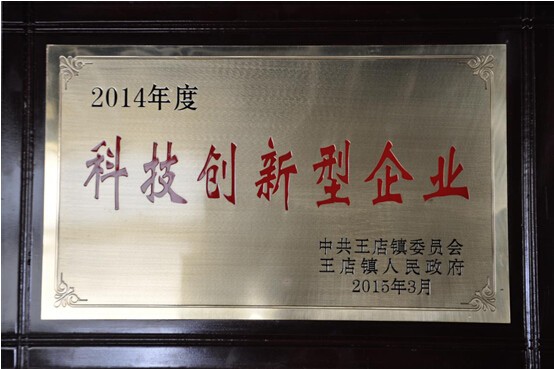 2014年度
科技创新型企业
中共王店镇委员会
王店镇人民政府
2015年3月